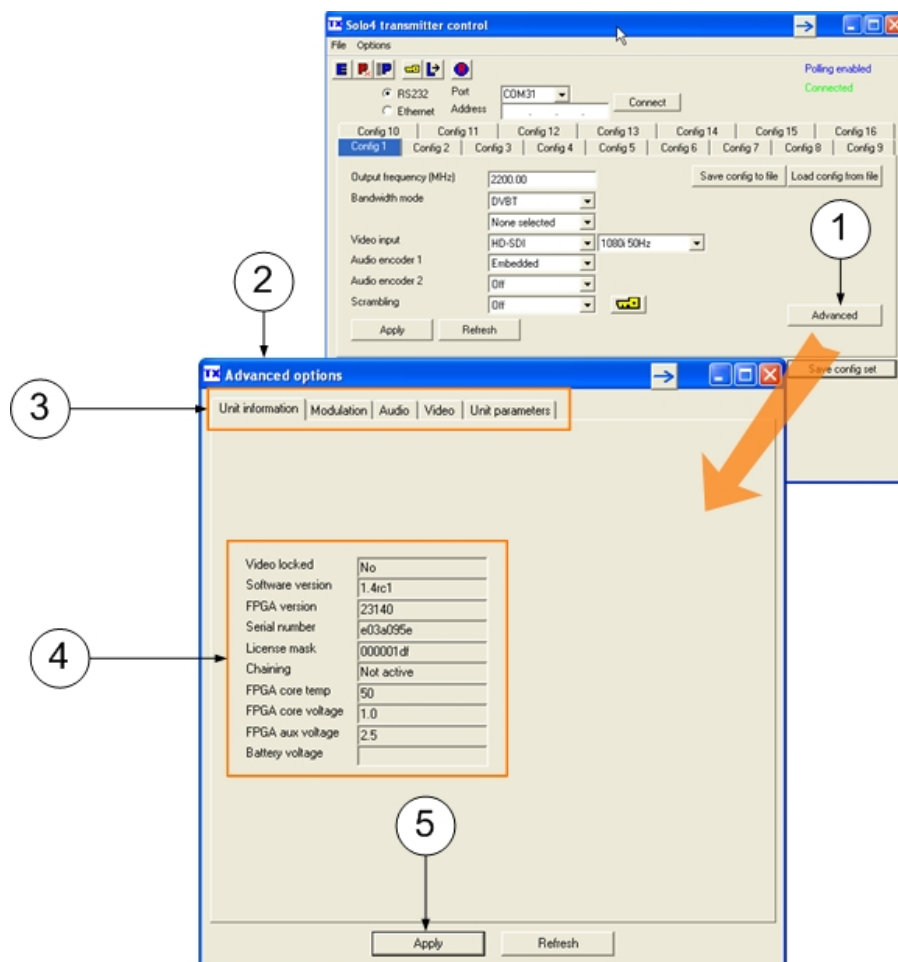 TX Solo4 transmitter control
File Options
E P P P
Polling enabled
Connected
RS232 Port COM31
Ethernet Address . . . Connect
Config 10 Config 11 Config 12 Config 13 Config 14 Config 15 Config 16
Config 1 Config 2 Config 3 Config 4 Config 5 Config 6 Config 7 Config 8 Config 9
Output frequency (MHz) 2200.00 Save config to file Load config from file
Bandwidth mode DVBT
None selected
1
Video input HD-SDI 1080i 50Hz
Audio encoder 1 Embedded
Audio encoder 2 Off
Scrambling Off
Advanced
Apply Refresh
2
Save config set
TX Advanced options
3
Unit information Modulation Audio Video Unit parameters
Video locked No
Software version 1.4rc1
FPGA version 23140
Serial number e03a095e
4
License mask 000001df
Chaining Not active
FPGA core temp 50
FPGA core voltage 1.0
FPGA aux voltage 2.5
Battery voltage
5
Apply Refresh